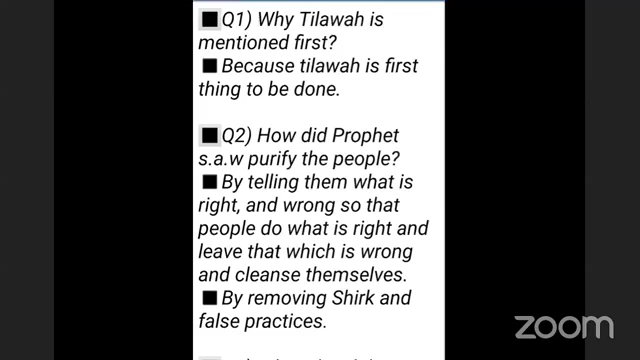 Q1) Why Tilawah is
mentioned first?
Because tilawah is first
thing to be done.
Q2) How did Prophet
s.a.w purify the people?
By telling them what is
right, and wrong so that
people do what is right and
leave that which is wrong
and cleanse themselves.
By removing Shirk and
false practices.
zoom